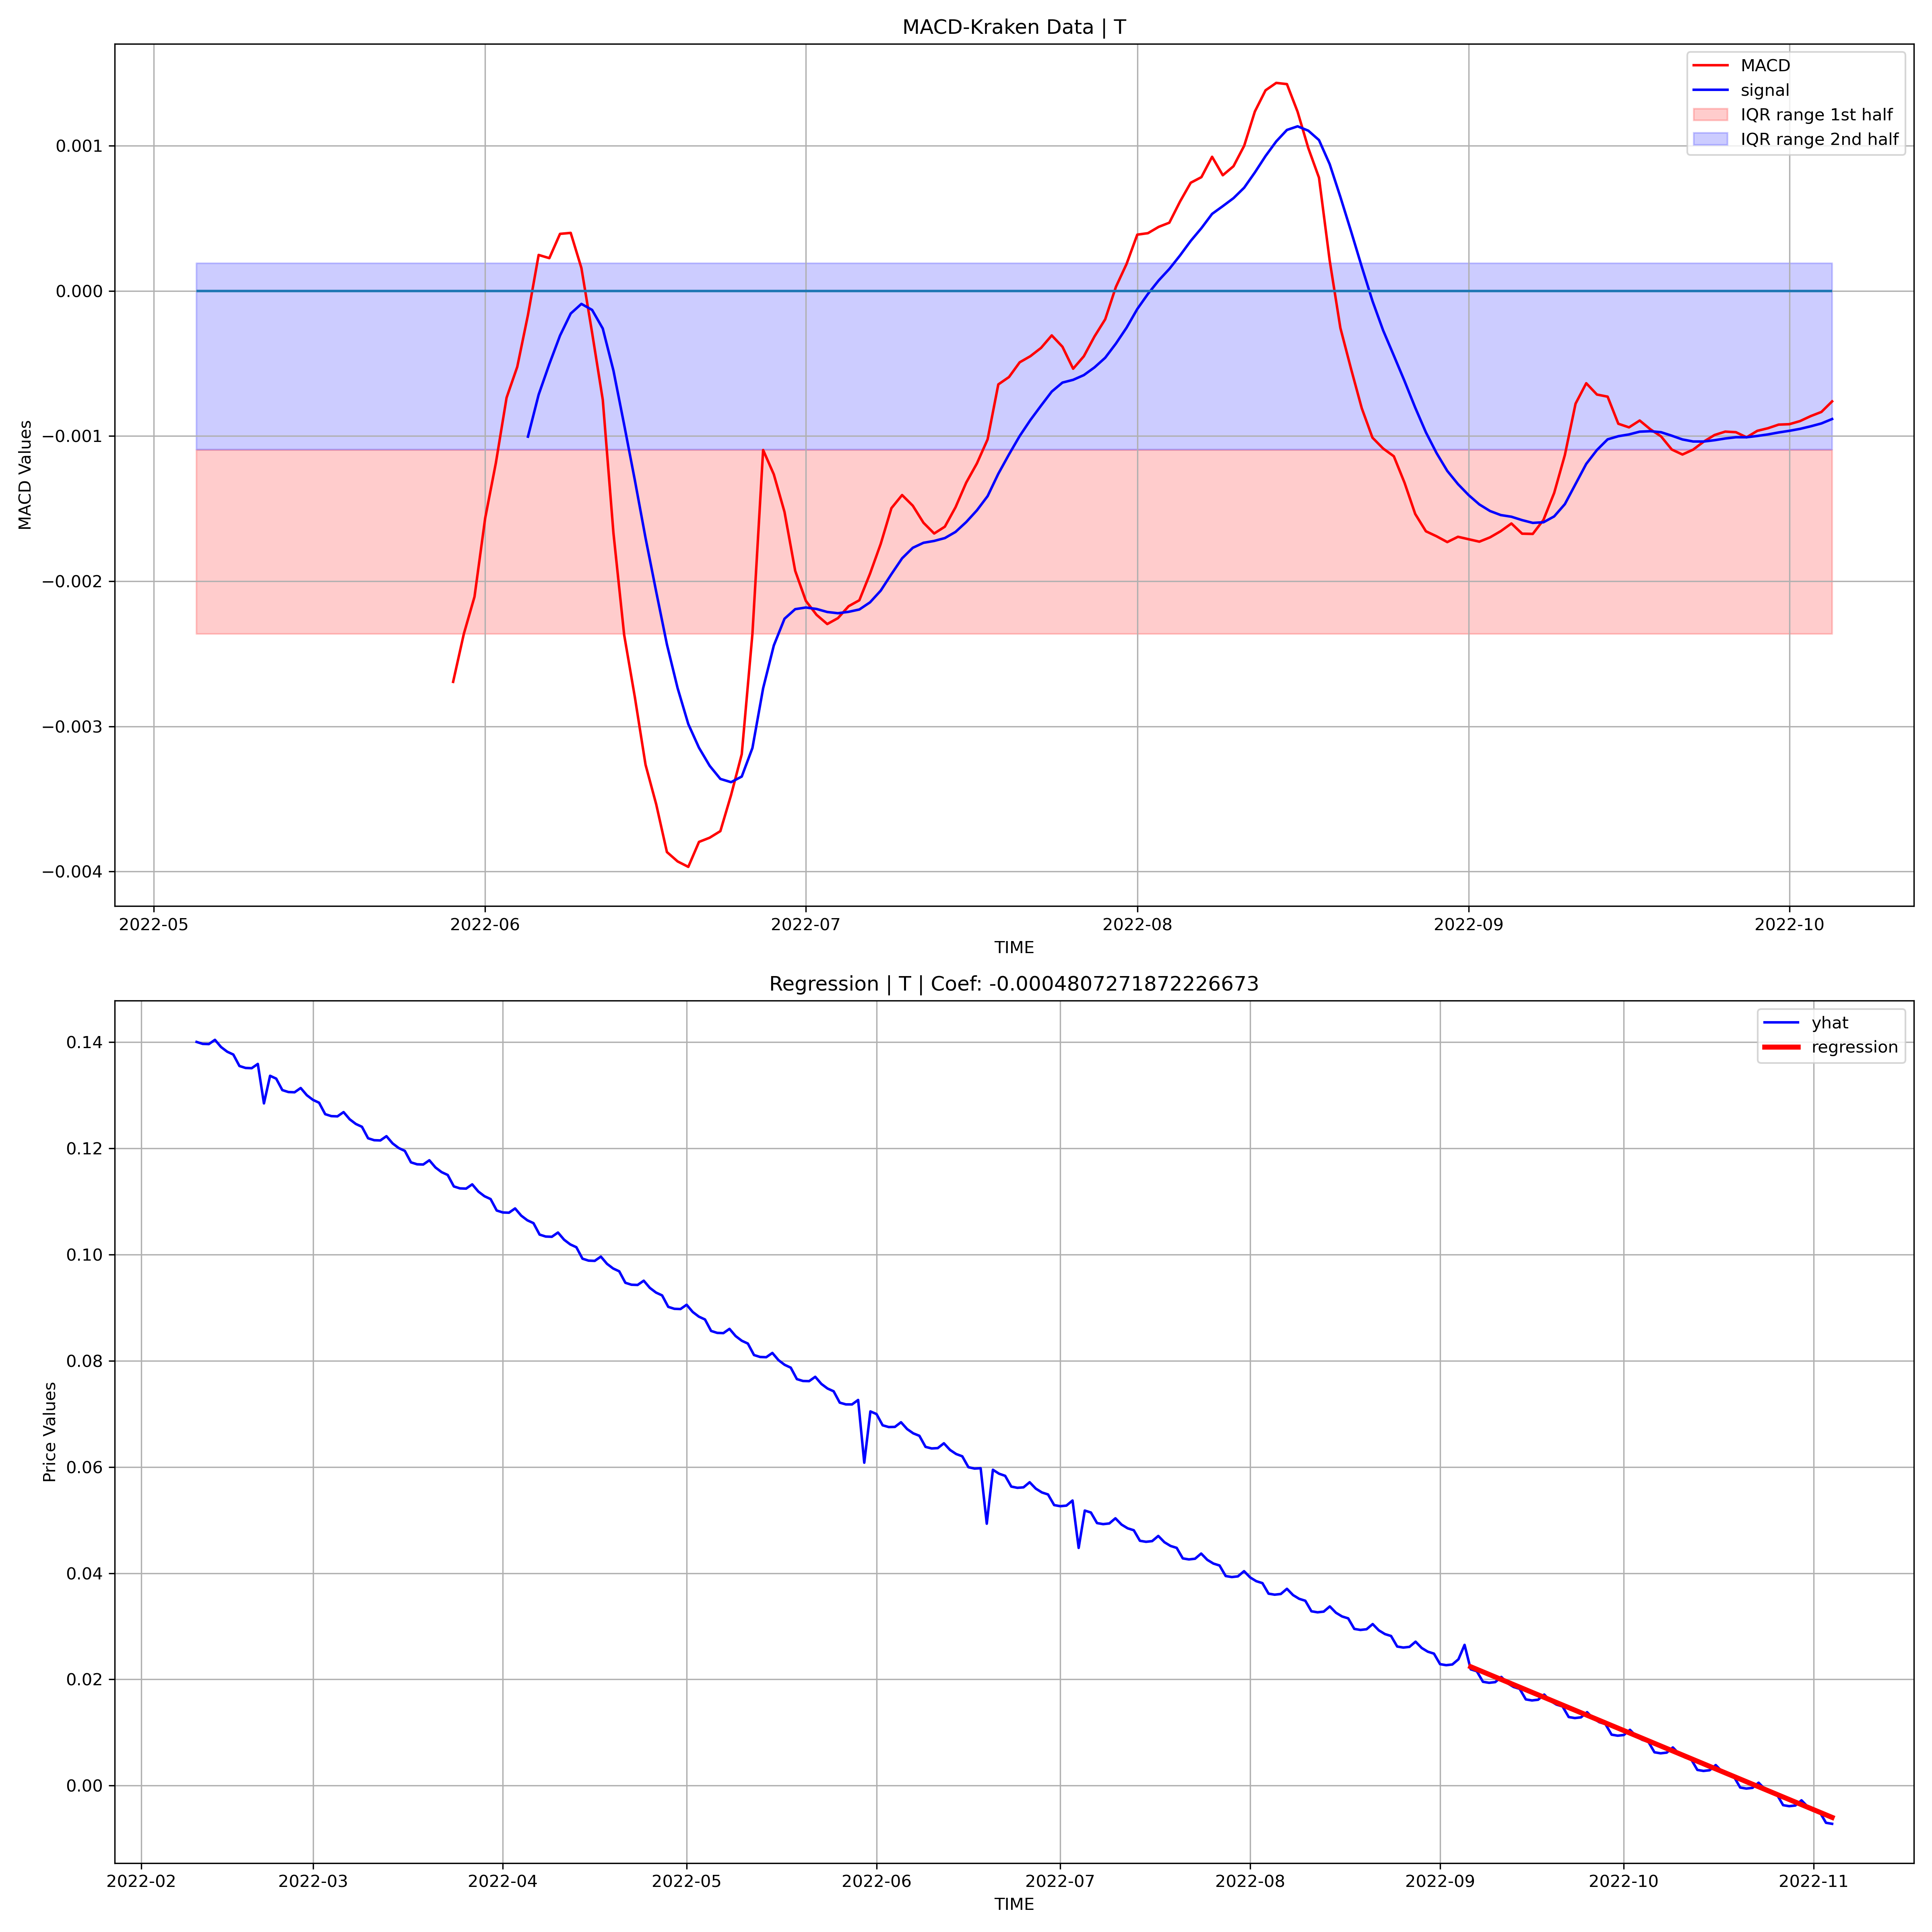 MACD-Kraken Data | T
MACD
signal
IQR range 1st half
IQR range 2nd half
0.001
0.000
−0.001
−0.002
−0.003
−0.004
MACD Values
2022-05 2022-06 2022-07 2022-08 2022-09 2022-10
TIME
Regression | T | Coef: -0.0004807271872226673
yhat
regression
0.14
0.12
0.10
0.08
0.06
0.04
0.02
0.00
Price Values
2022-02 2022-03 2022-04 2022-05 2022-06 2022-07 2022-08 2022-09 2022-10 2022-11
TIME